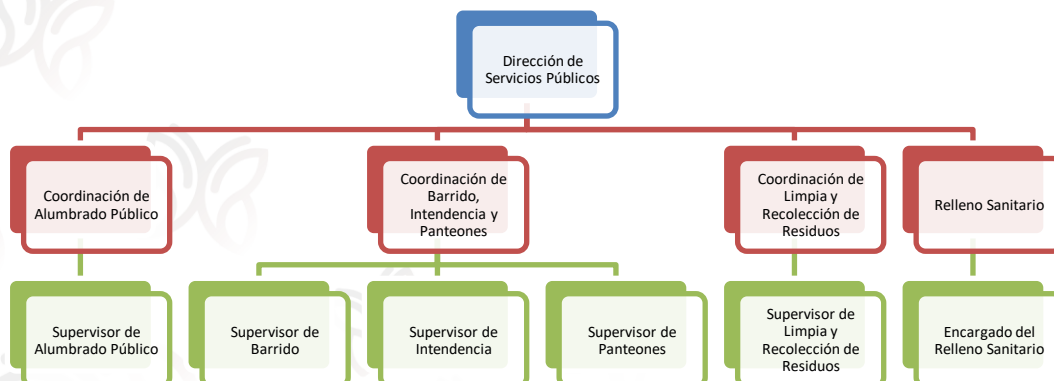 Dirección de
Servicios Públicos
Coordinación de
Alumbrado Público
Coordinación de
Barrido,
Intendencia y
Panteones
Coordinación de
Limpia y
Recolección de
Residuos
Relleno Sanitario
Supervisor de
Alumbrado Público
Supervisor de
Barrido
Supervisor de
Intendencia
Supervisor de
Panteones
Supervisor de
Limpia y
Recolección de
Residuos
Encargado del
Relleno Sanitario